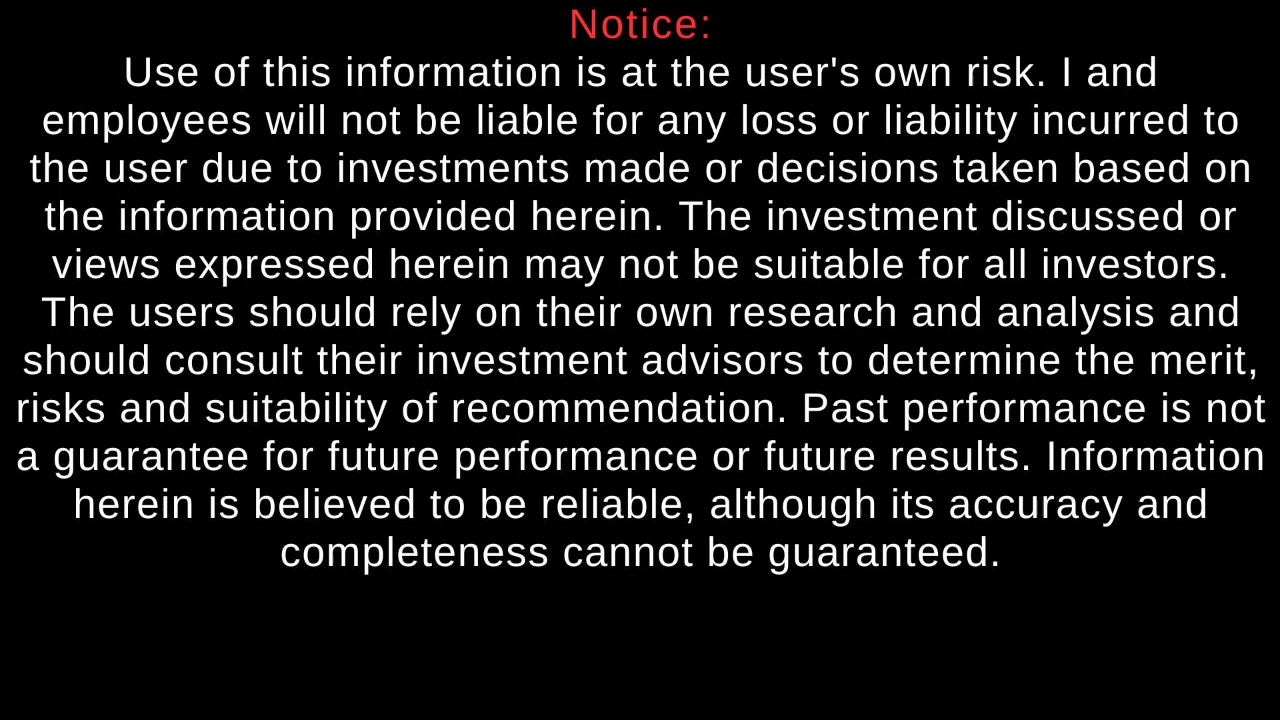 Notice:
Use of this information is at the user's own risk. I and
employees will not be liable for any loss or liability incurred to
the user due to investments made or decisions taken based on
the information provided herein. The investment discussed or
views expressed herein may not be suitable for all investors.
The users should rely on their own research and analysis and
should consult their investment advisors to determine the merit,
risks and suitability of recommendation. Past performance is not
a guarantee for future performance or future results. Information
herein is believed to be reliable, although its accuracy and
completeness cannot be guaranteed.